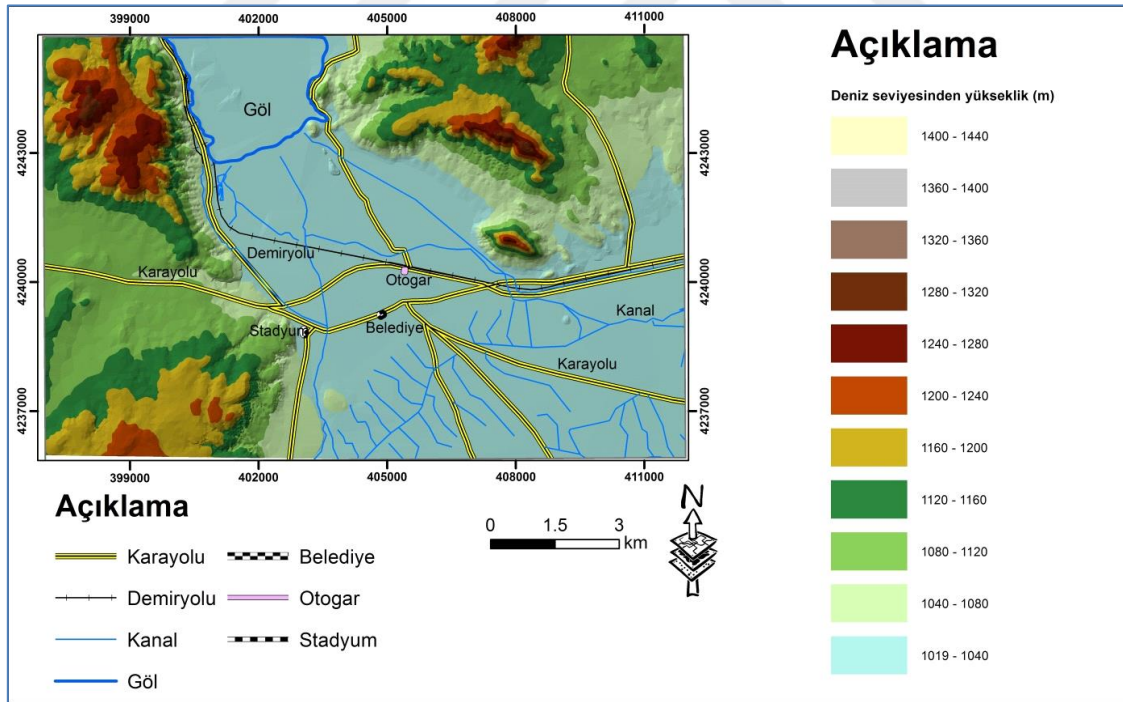 399000 402000 405000 408000 411000
4243000 4243000
4240000 4240000
4237000 4237000
Göl
Demiryolu
Karayolu
Otogar
Kanal
Stadyum
Belediye
Karayolu
399000 402000 405000 408000 411000
Açıklama
Karayolu
Demiryolu
Kanal
Göl
Belediye
Otogar
Stadyum
0 1.5 3
km
N
Açıklama
Deniz seviyesinden yükseklik (m)
1400 - 1440
1360 - 1400
1320 - 1360
1280 - 1320
1240 - 1280
1200 - 1240
1160 - 1200
1120 - 1160
1080 - 1120
1040 - 1080
1019 - 1040